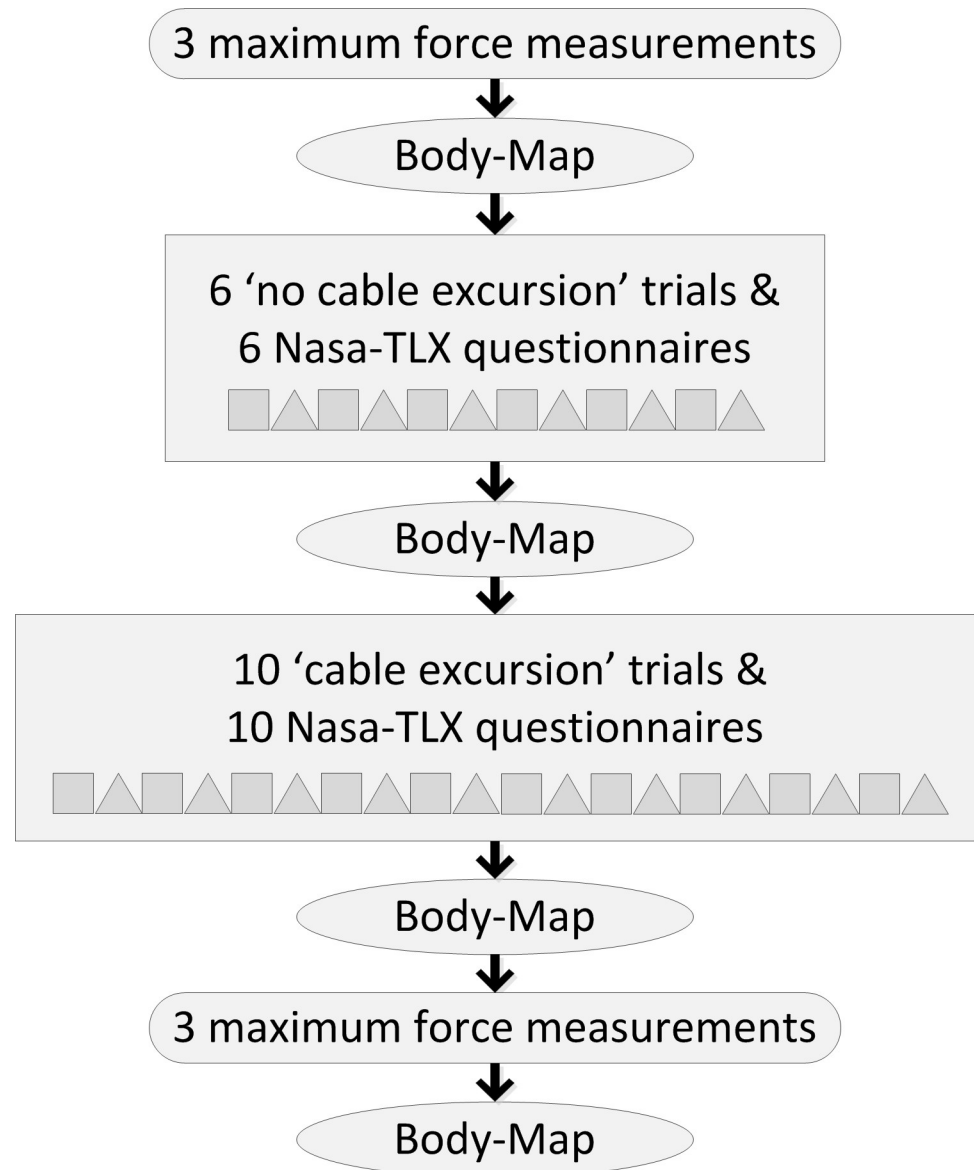 3 maximum force measurements
Body-Map
6 ‘no cable excursion’ trials &
6 Nasa-TLX questionnaires
Body-Map
10 ‘cable excursion’ trials &
10 Nasa-TLX questionnaires
Body-Map
3 maximum force measurements
Body-Map